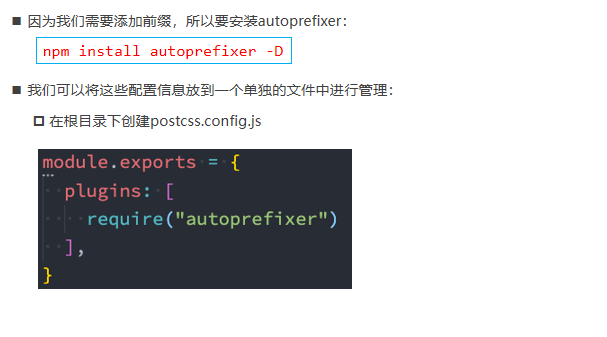 因为我们需要添加前缀，所以要安装autoprefixer：
npm install autoprefixer -D
我们可以将这些配置信息放到一个单独的文件中进行管理：
在根目录下创建postcss.config.js
module.exports = {
  plugins: [
    require("autoprefixer")
  ],
}